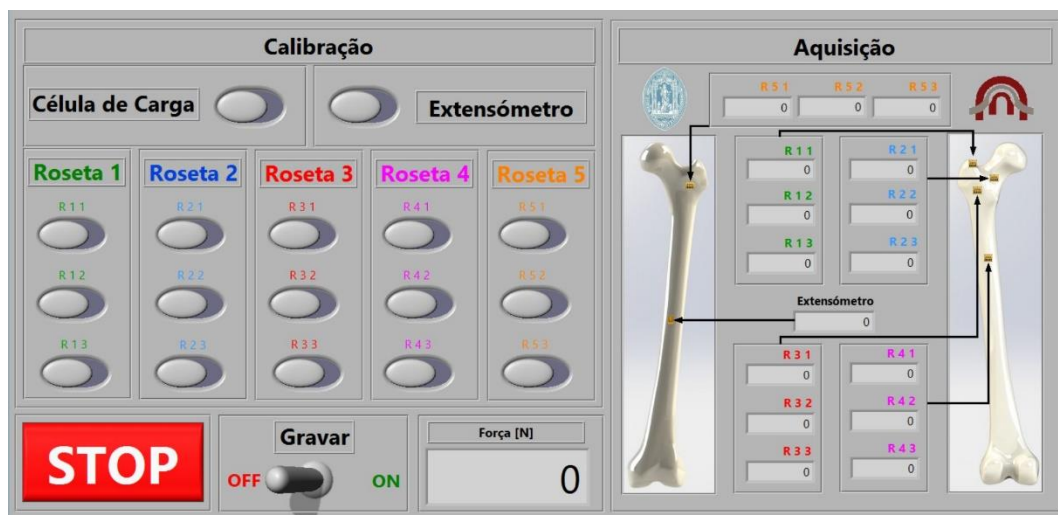 Calibração
Célula de Carga
Extensómetro
Roseta 1 Roseta 2 Roseta 3 Roseta 4 Roseta 5
R 1 1 R 2 1 R 3 1 R 4 1 R 5 1
R 1 2 R 2 2 R 3 2 R 4 2 R 5 2
R 1 3 R 2 3 R 3 3 R 4 3 R 5 3
STOP
Gravar
OFF ON
Força [N]
0
Aquisição
R 5 1 R 5 2 R 5 3
0 0 0
R 1 1 R 2 1
0 0
R 1 2 R 2 2
0 0
R 1 3 R 2 3
0 0
Extensómetro
0
R 3 1 R 4 1
0 0
R 3 2 R 4 2
0 0
R 3 3 R 4 3
0 0